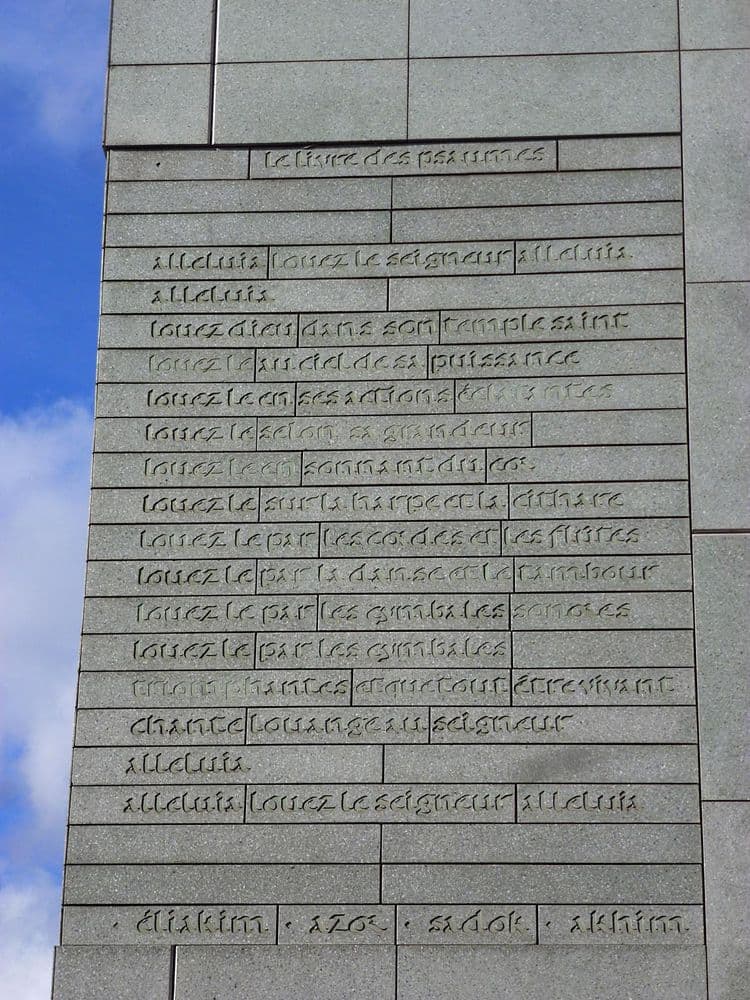 · le livre des psaumes
alleluia louez le seigneur alleluia
alleluia
louez dieu dans son temple saint
louez le au ciel de sa puissance
louez le en ses actions éclatantes
louez le selon sa grandeur
louez le en sonnant du cor
louez le sur la harpe et la cithare
louez le par les cordes et les flûtes
louez le par la danse et le tambour
louez le par les cymbales sonores
louez le par les cymbales
triomphantes et que tout être vivant
chante louange au seigneur
alleluia
alleluia louez le seigneur alleluia
· éliakim · azor · sadok · akhim